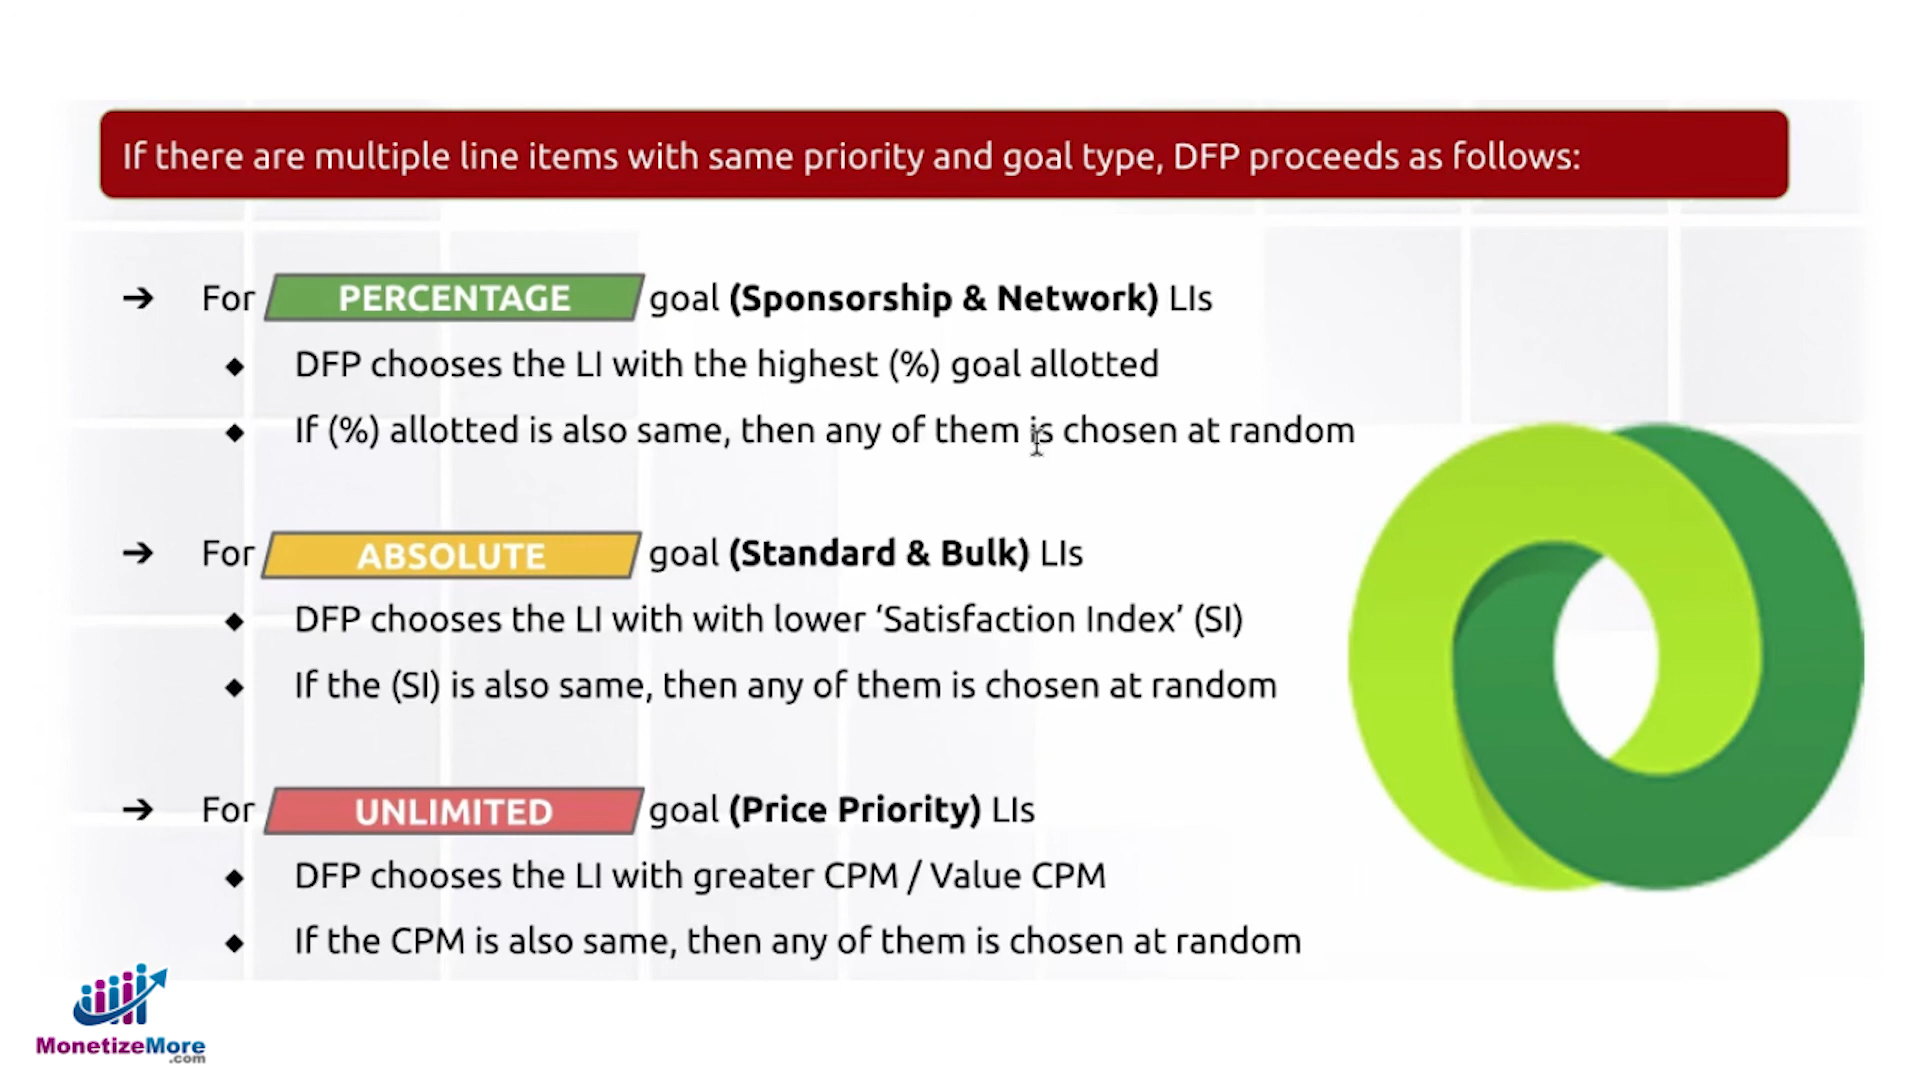 If there are multiple line items with same priority and goal type, DFP proceeds as follows:
➔ For PERCENTAGE goal (Sponsorship & Network) LIs
◆ DFP chooses the LI with the highest (%) goal allotted
◆ If (%) allotted is also same, then any of them is chosen at random
➔ For ABSOLUTE goal (Standard & Bulk) LIs
◆ DFP chooses the LI with with lower ‘Satisfaction Index’ (SI)
◆ If the (SI) is also same, then any of them is chosen at random
➔ For UNLIMITED goal (Price Priority) LIs
◆ DFP chooses the LI with greater CPM / Value CPM
◆ If the CPM is also same, then any of them is chosen at random
MonetizeMore
.com